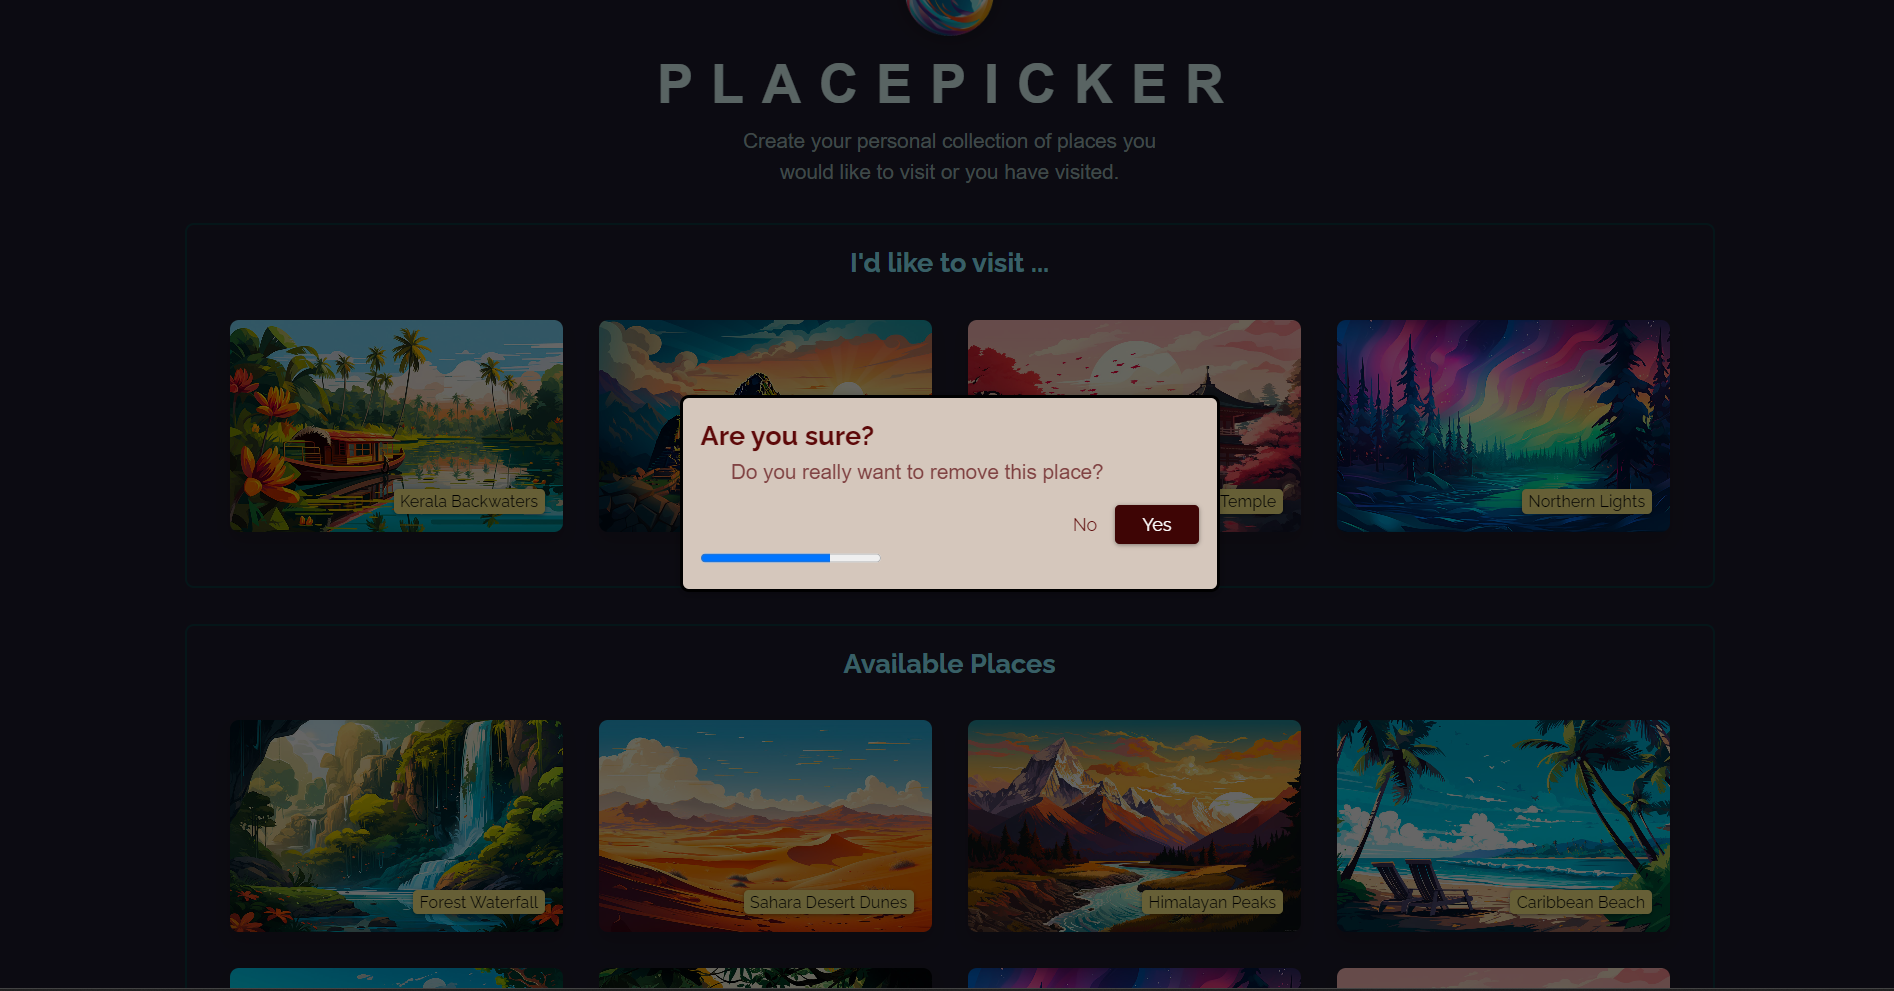 PLACEPICKER
Create your personal collection of places you
would like to visit or you have visited.
I'd like to visit ...
Kerala Backwaters
Temple
Northern Lights
Are you sure?
Do you really want to remove this place?
No
Yes
Available Places
Forest Waterfall
Sahara Desert Dunes
Himalayan Peaks
Caribbean Beach